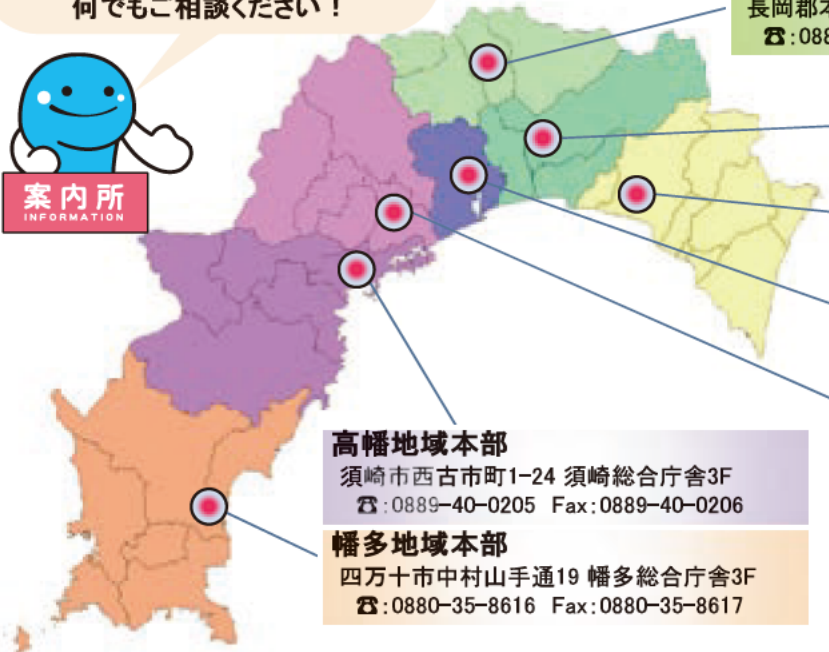 何でもご相談ください！
長岡郡本
☎:088
案内所
INFORMATION
高幡地域本部
須崎市西古市町1-24 須崎総合庁舎3F
☎:0889-40-0205 Fax:0889-40-0206
幡多地域本部
四万十市中村山手通19 幡多総合庁舎3F
☎:0880-35-8616 Fax:0880-35-8617